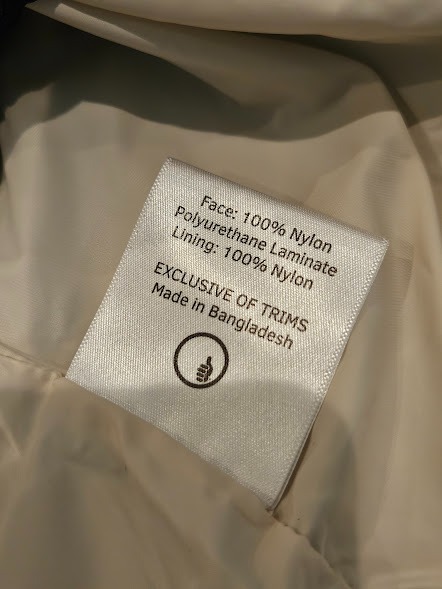 Face: 100% Nylon
Polyurethane Laminate
Lining: 100% Nylon
EXCLUSIVE OF TRIMS
Made in Bangladesh